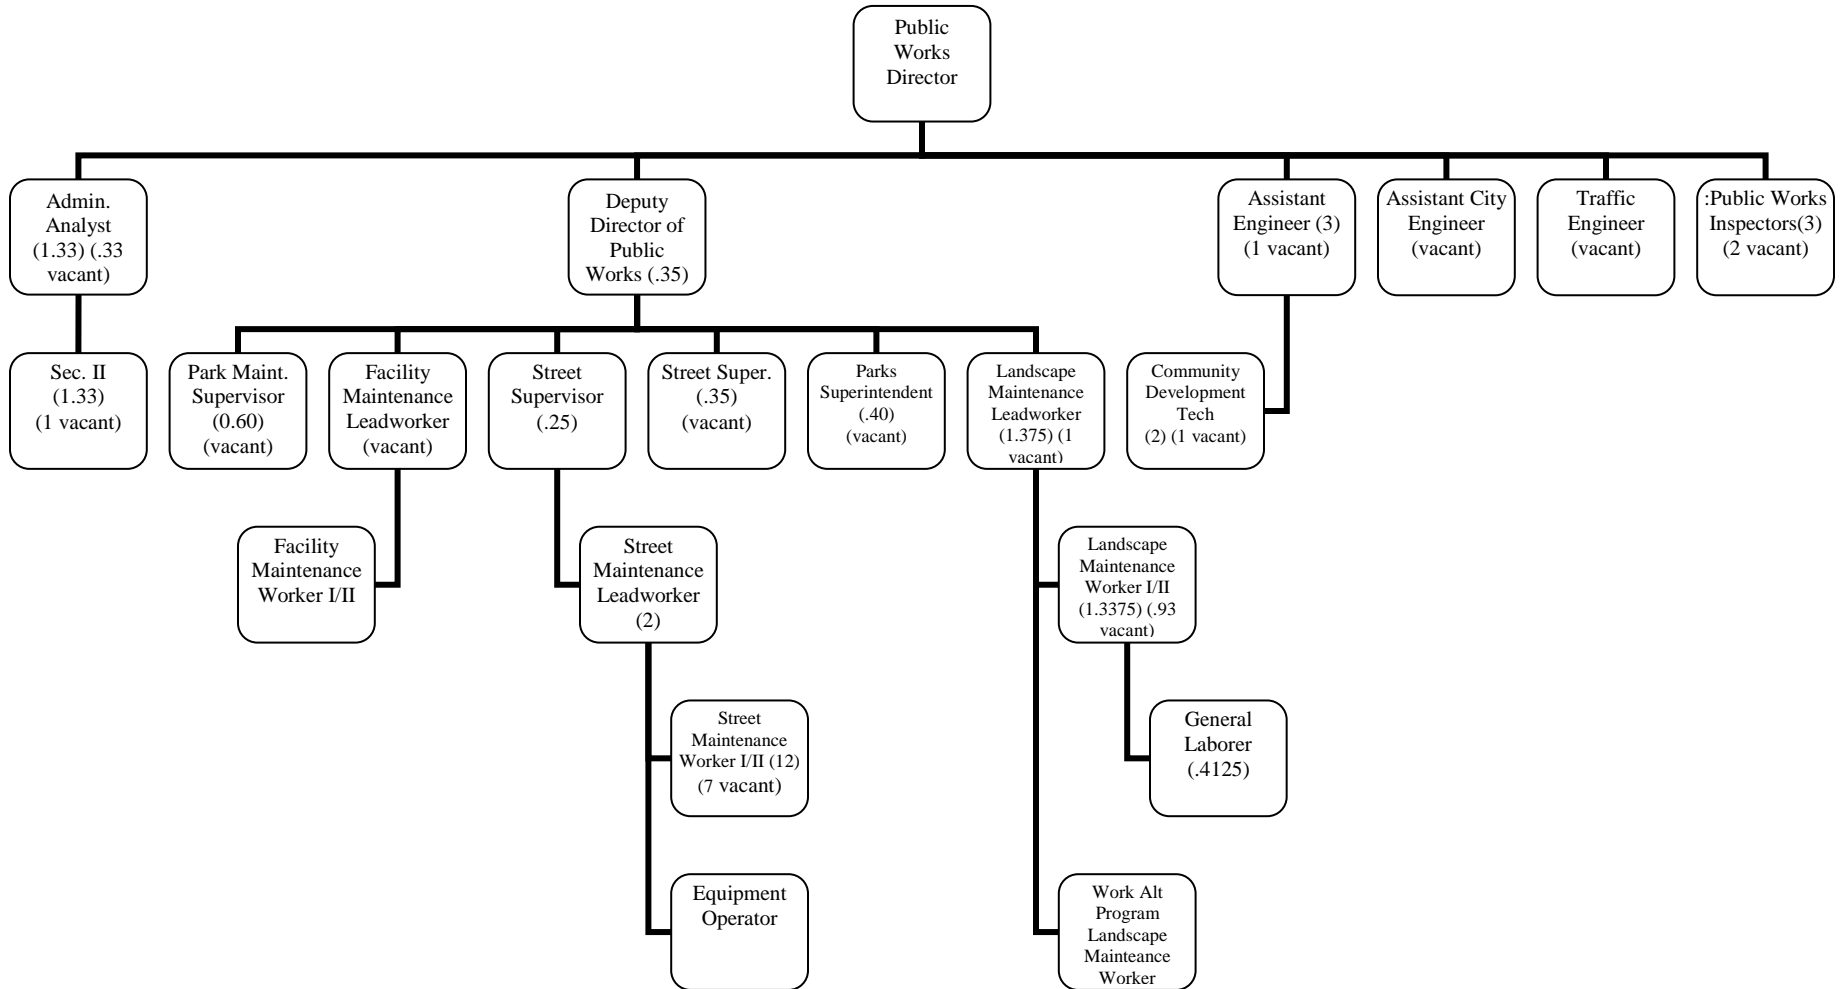 Public
Works
Director
Admin.
Analyst
(1.33) (.33
vacant)
Deputy
Director of
Public
Works (.35)
Assistant
Engineer (3)
(1 vacant)
Assistant City
Engineer
(vacant)
Traffic
Engineer
(vacant)
:Public Works
Inspectors(3)
(2 vacant)
Sec. II
(1.33)
(1 vacant)
Park Maint.
Supervisor
(0.60)
(vacant)
Facility
Maintenance
Leadworker
(vacant)
Street
Supervisor
(.25)
Street Super.
(.35)
(vacant)
Parks
Superintendent
(.40)
(vacant)
Landscape
Maintenance
Leadworker
(1.375) (1
vacant)
Community
Development
Tech
(2) (1 vacant)
Facility
Maintenance
Worker I/II
Street
Maintenance
Leadworker
(2)
Landscape
Maintenance
Worker I/II
(1.3375) (.93
vacant)
Street
Maintenance
Worker I/II (12)
(7 vacant)
General
Laborer
(.4125)
Equipment
Operator
Work Alt
Program
Landscape
Mainteance
Worker